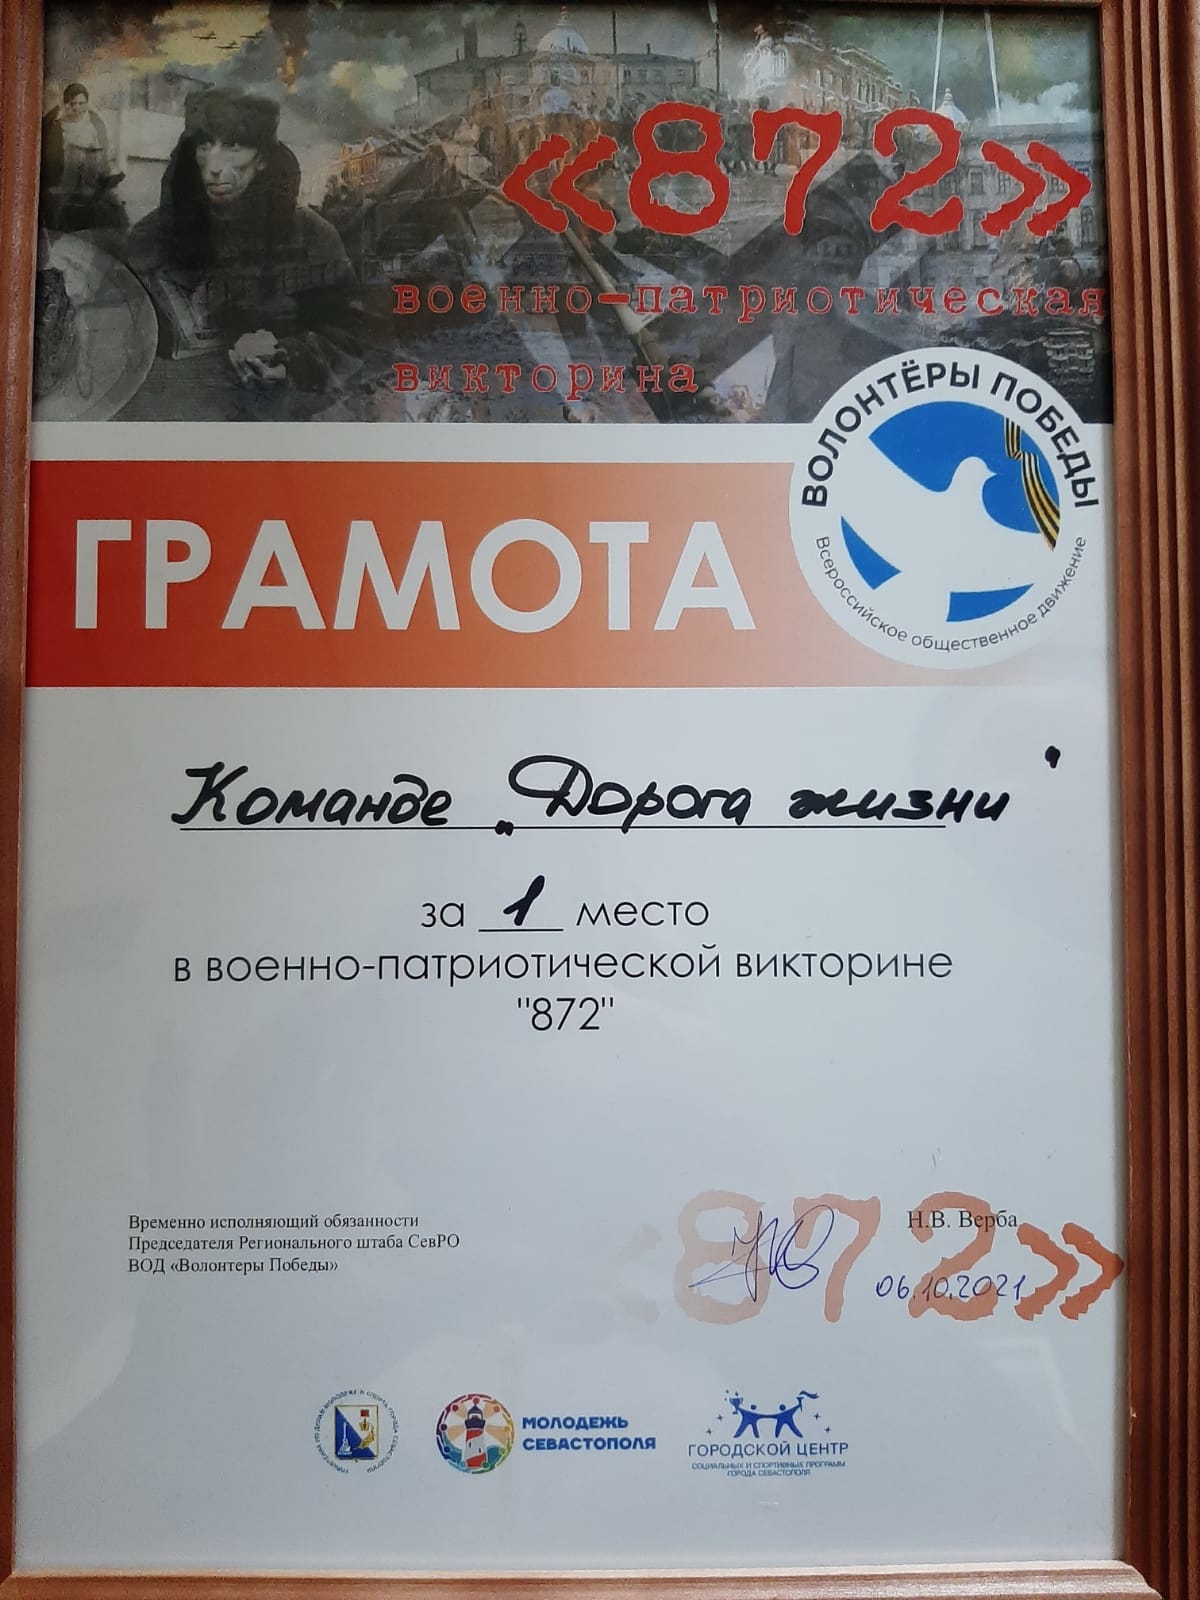 «872»
военно-патриотическая
викторина
ВОЛОНТЁРЫ ПОБЕДЫ
Всероссийское общественное движение
ГРАМОТА
Команде „Дорога жизни“
за 1 место
в военно-патриотической викторине
"872"
Временно исполняющий обязанности
Председателя Регионального штаба СевРО
ВОД «Волонтеры Победы»
«872»
Н.В. Верба
06.10.2021
МОЛОДЕЖЬ
СЕВАСТОПОЛЯ
ГОРОДСКОЙ ЦЕНТР
СОЦИАЛЬНЫХ И СПОРТИВНЫХ ПРОГРАММ
ГОРОДА СЕВАСТОПОЛЯ